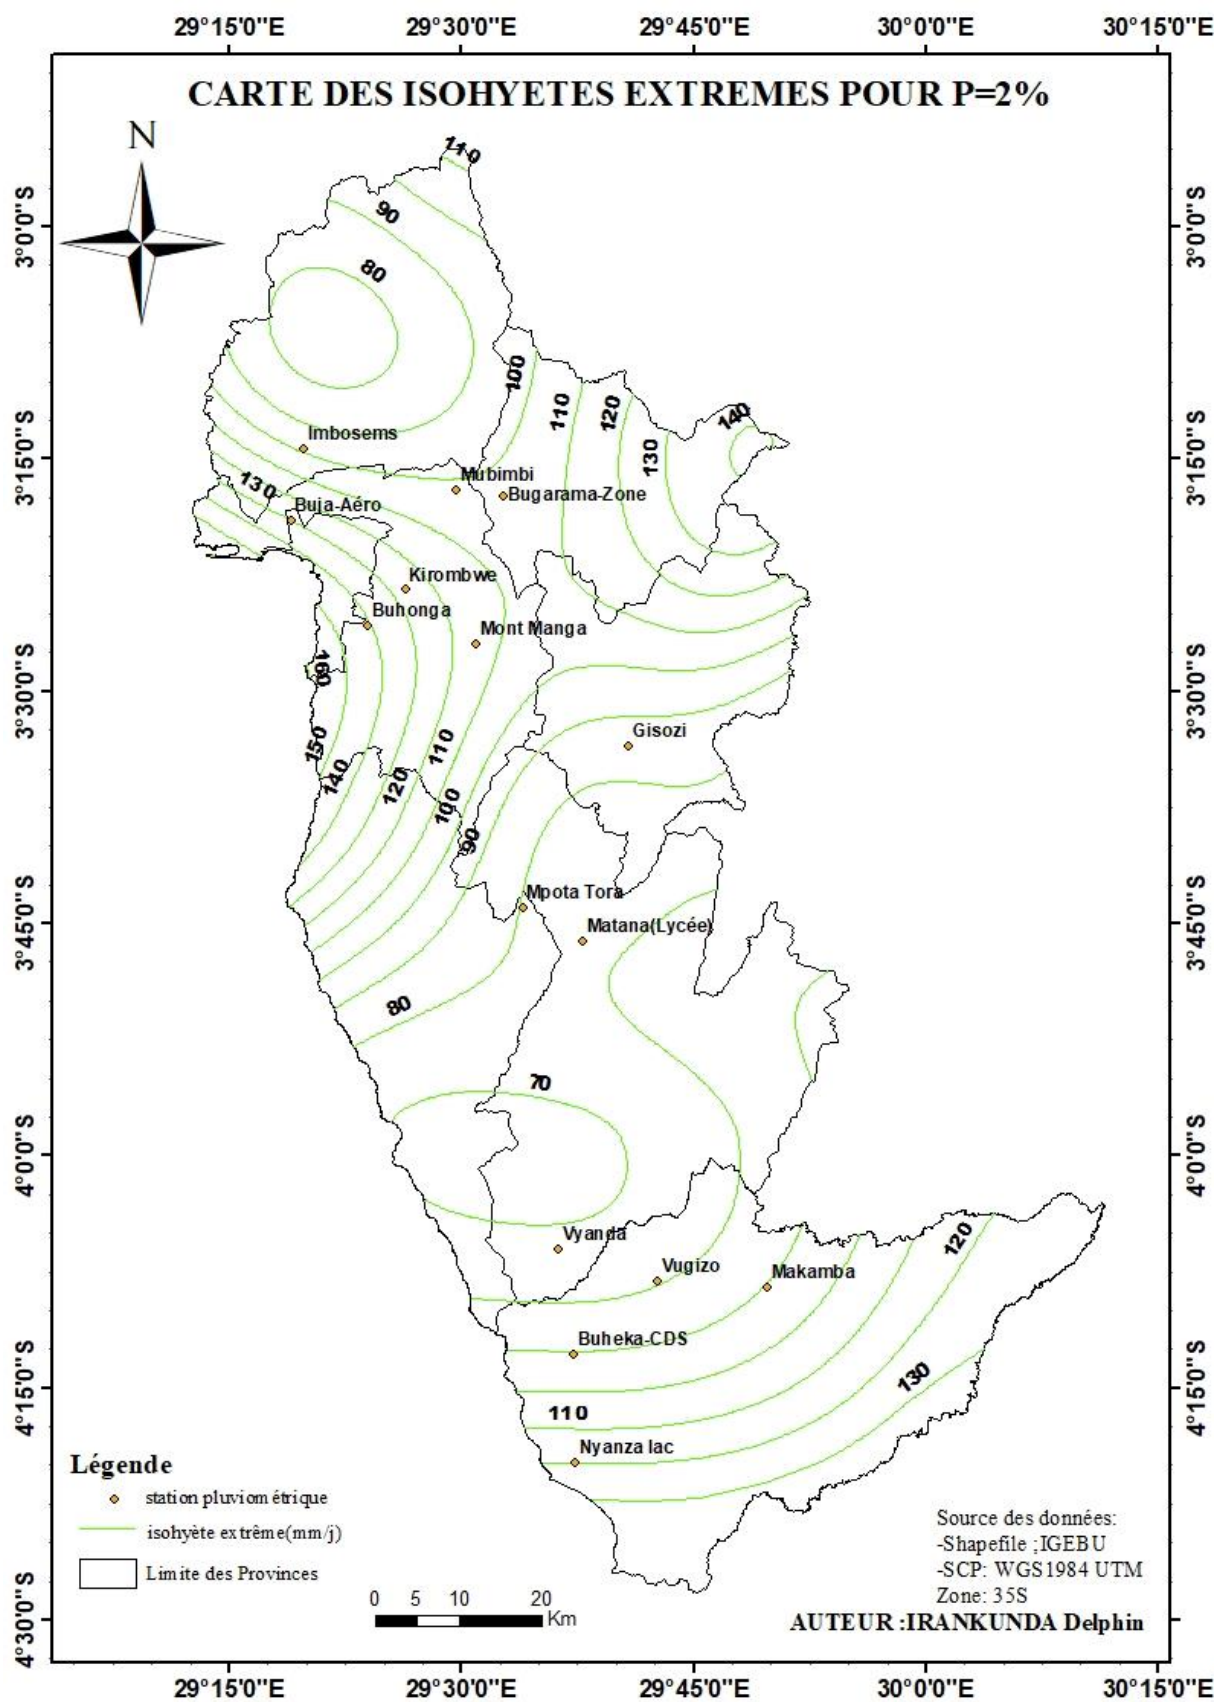 29°15'0"E 29°30'0"E 29°45'0"E 30°0'0"E 30°15'0"E
CARTE DES ISOHYETES EXTREMES POUR P=2%
N
110
90
3°0'0"S 3°0'0"S
80
100
110
120
140
130
Imbosems
3°15'0"S 3°15'0"S
Mubimbi
130
Bugarama-Zone
Buja-Aéro
Kirombwe
Buhonga
Mont Manga
160
3°30'0"S 3°30'0"S
Gisozi
150
110
140
120
100
90
Mpota Tora
Matana(Lycée)
3°45'0"S 3°45'0"S
80
70
4°0'0"S 4°0'0"S
Vyanda
120
Vugizo
Makamba
Buheka-CDS
130
4°15'0"S 4°15'0"S
110
Nyanza lac
Légende
station pluviométrique
isohyète extrême(mm/j)
Limite des Provinces
0 5 10 20
Km
Source des données:
-Shapefile ;IGEBU
-SCP: WGS1984 UTM
Zone: 35S
AUTEUR :IRANKUNDA Delphin
4°30'0"S 4°30'0"S
29°15'0"E 29°30'0"E 29°45'0"E 30°0'0"E 30°15'0"E